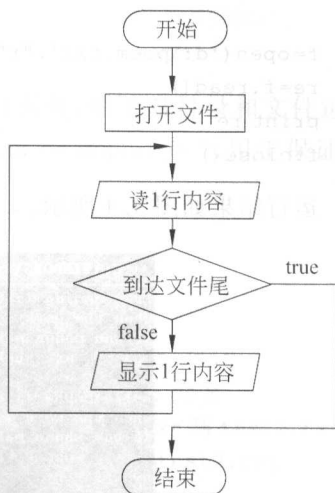 开始
打开文件
读1行内容
到达文件尾
true
false
显示1行内容
结束